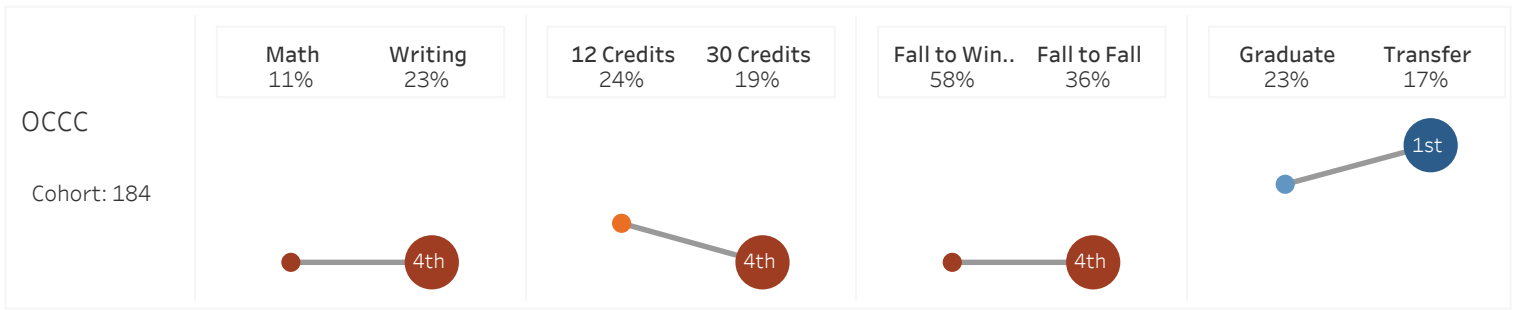 OCCC
Cohort: 184
Math Writing
11% 23%
4th
12 Credits 30 Credits
24% 19%
4th
Fall to Win.. Fall to Fall
58% 36%
4th
Graduate Transfer
23% 17%
1st